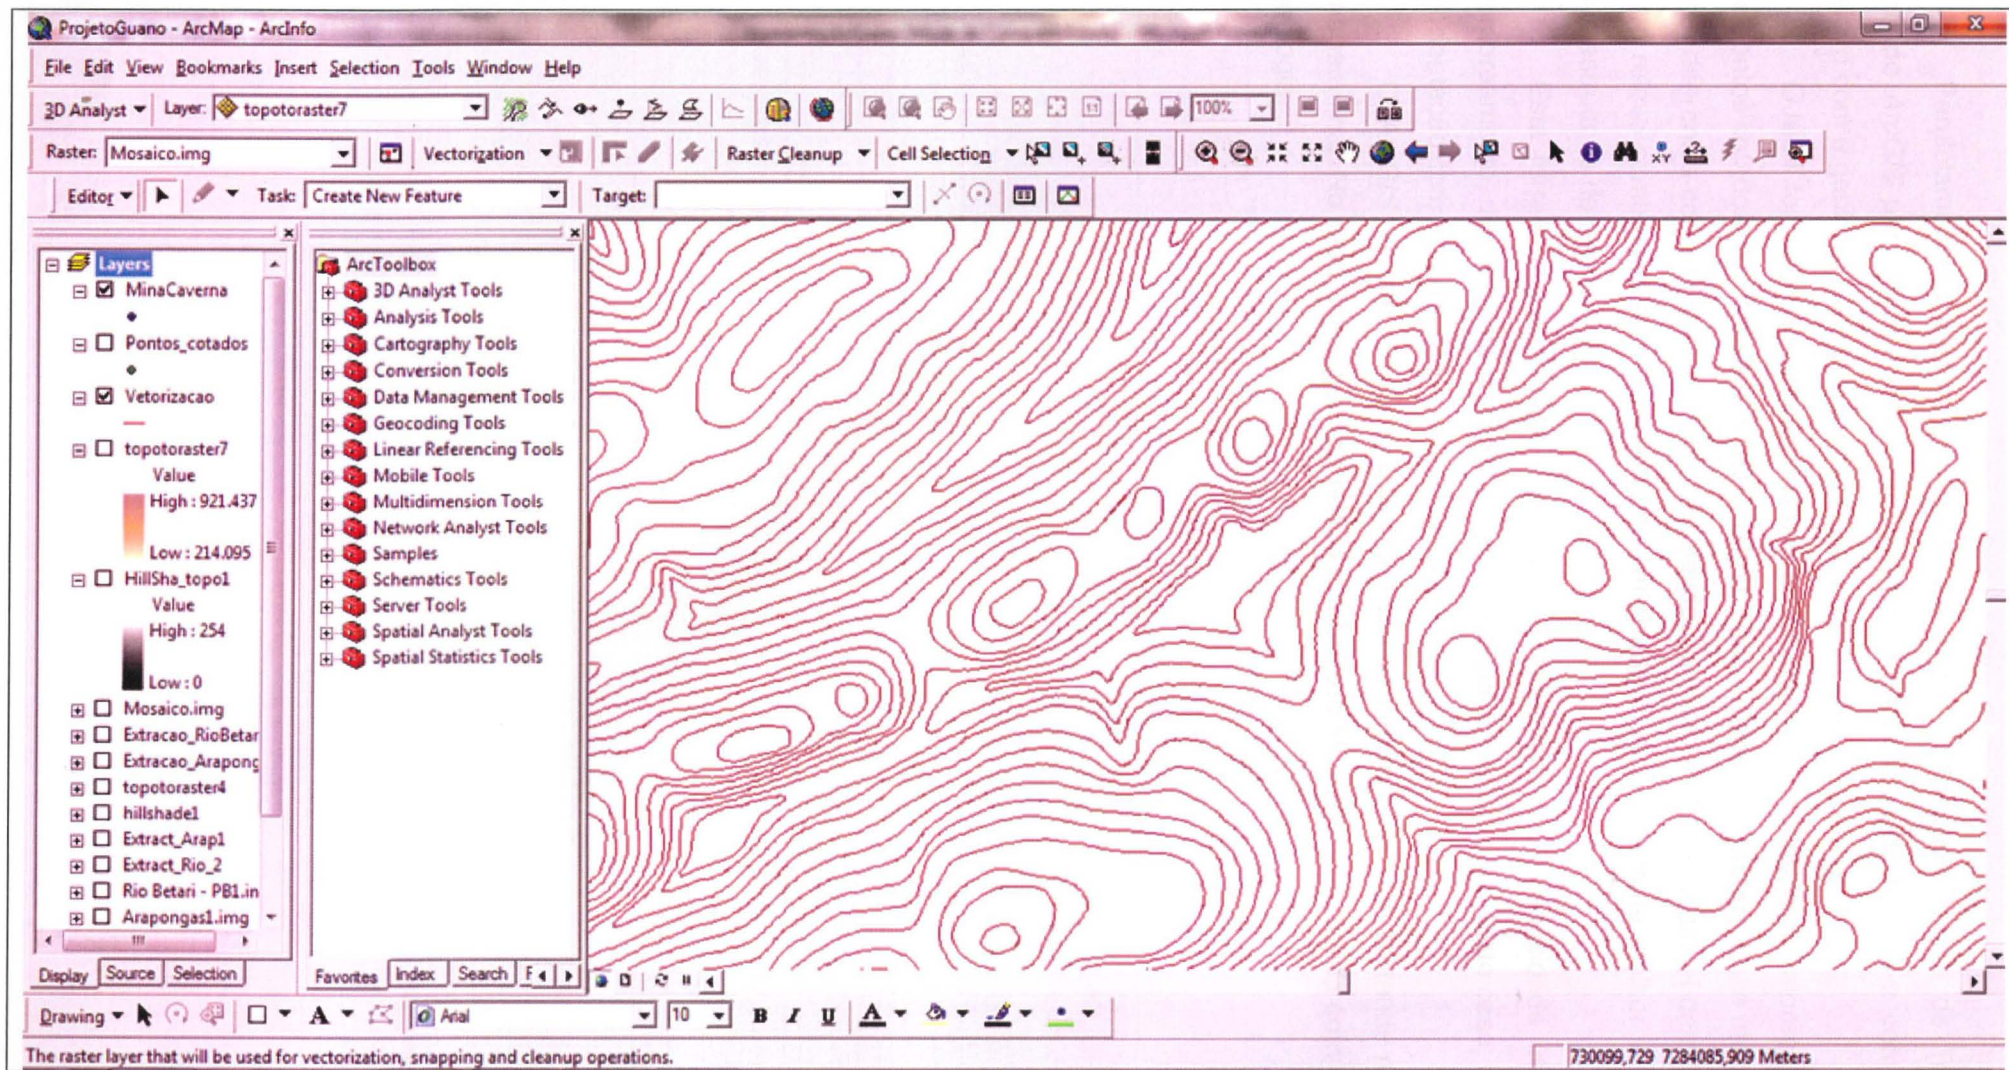 ProjetoGuano - ArcMap - ArcInfo
File Edit View Bookmarks Insert Selection Tools Window Help
3D Analyst Layer: topotoraster7 100%
Raster: Mosaico.img Vectorization Raster Cleanup Cell Selection
Editor Task: Create New Feature Target:
Layers
MinaCaverna
Pontos_cotados
Vetorizacao
topotoraster7
Value
High : 921.437
Low : 214.095
HillSha_topo1
Value
High : 254
Low : 0
Mosaico.img
Extracao_RioBetar
Extracao_Arapong
topotoraster4
hillshade1
Extract_Arap1
Extract_Rio_2
Rio Betari - PB1.in
Arapongas1.img
Display Source Selection
ArcToolbox
3D Analyst Tools
Analysis Tools
Cartography Tools
Conversion Tools
Data Management Tools
Geocoding Tools
Linear Referencing Tools
Mobile Tools
Multidimension Tools
Network Analyst Tools
Samples
Schematics Tools
Server Tools
Spatial Analyst Tools
Spatial Statistics Tools
Favorites Index Search
Drawing A Arial 10 B I U A
The raster layer that will be used for vectorization, snapping and cleanup operations.
730099,729 7284085,909 Meters